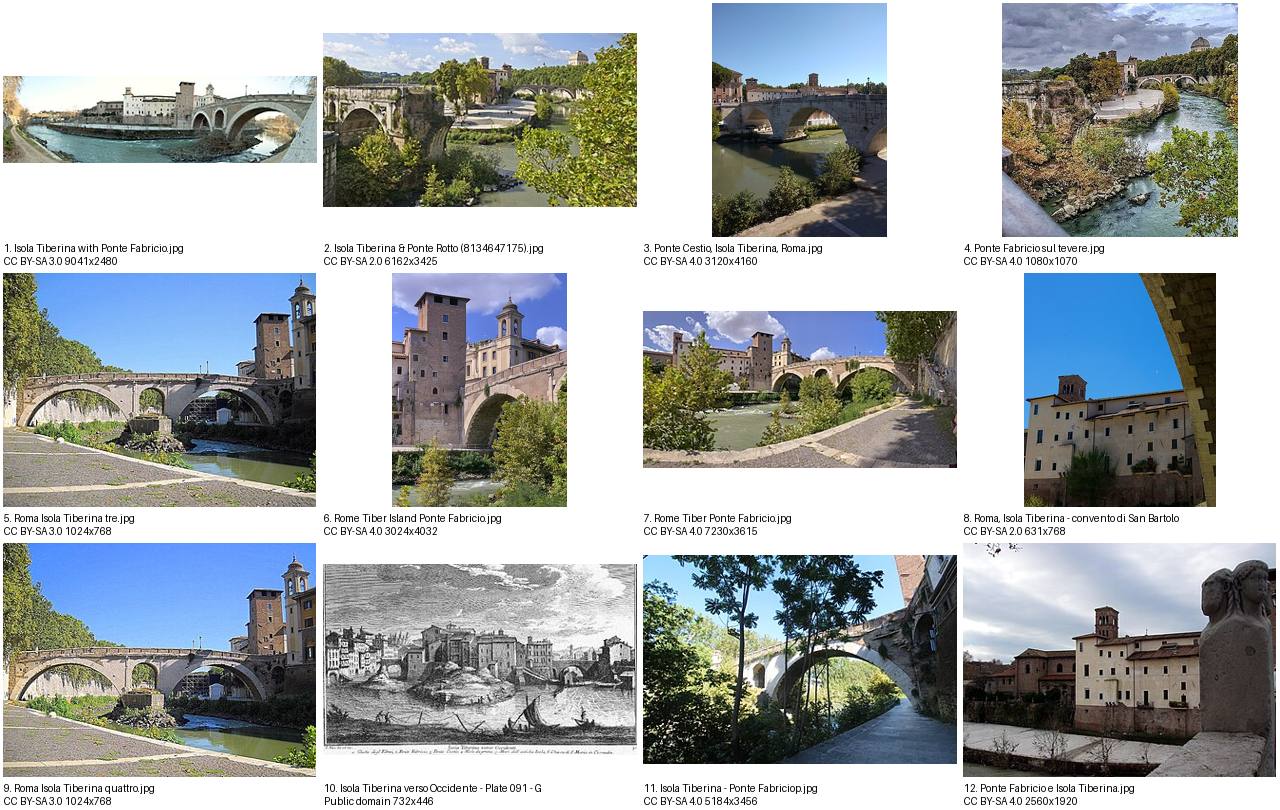 1. Isola Tiberina with Ponte Fabricio.jpg
CC BY-SA 3.0 9041x2480
2. Isola Tiberina & Ponte Rotto (8134647175).jpg
CC BY-SA 2.0 6162x3425
3. Ponte Cestio, Isola Tiberina, Roma.jpg
CC BY-SA 4.0 3120x4160
4. Ponte Fabricio sul tevere.jpg
CC BY-SA 4.0 1080x1070
5. Roma Isola Tiberina tre.jpg
CC BY-SA 3.0 1024x768
6. Rome Tiber Island Ponte Fabricio.jpg
CC BY-SA 4.0 3024x4032
7. Rome Tiber Ponte Fabricio.jpg
CC BY-SA 4.0 7230x3615
8. Roma, Isola Tiberina - convento di San Bartolo
CC BY-SA 2.0 631x768
9. Roma Isola Tiberina quattro.jpg
CC BY-SA 3.0 1024x768
Isola Tiberina verso Occidente
10. Isola Tiberina verso Occidente - Plate 091 - G
Public domain 732x446
11. Isola Tiberina - Ponte Fabriciop.jpg
CC BY-SA 4.0 5184x3456
12. Ponte Fabricio e Isola Tiberina.jpg
CC BY-SA 4.0 2560x1920